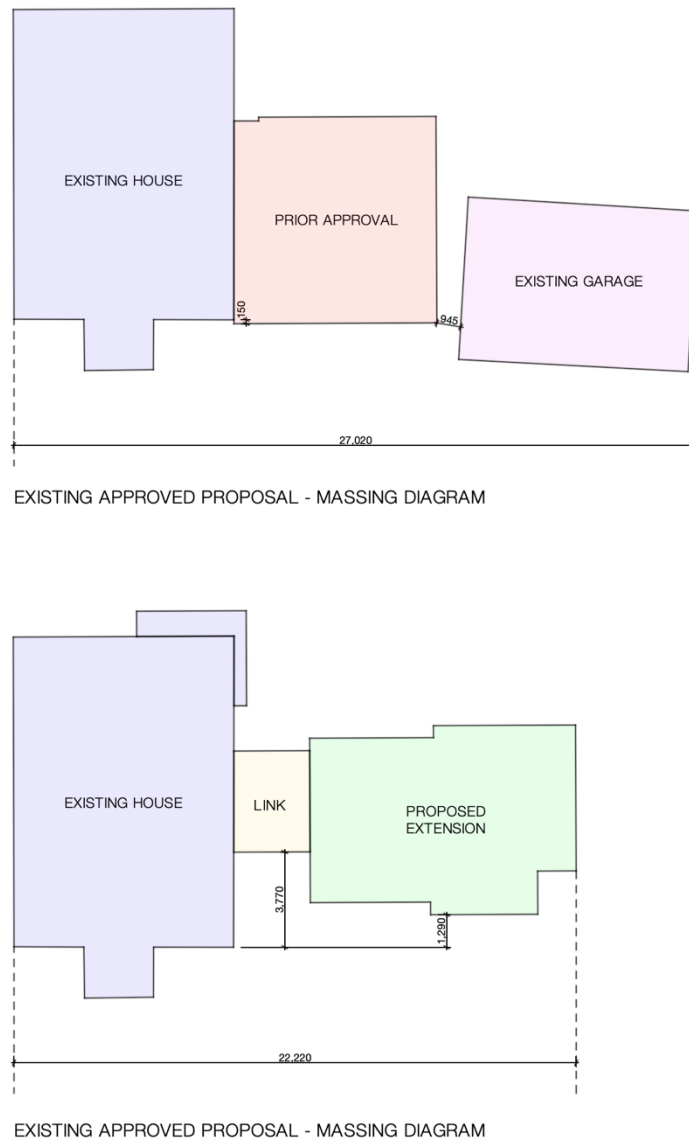 EXISTING HOUSE
PRIOR APPROVAL
EXISTING GARAGE
150
945
27,020
EXISTING APPROVED PROPOSAL - MASSING DIAGRAM
EXISTING HOUSE
LINK
PROPOSED
EXTENSION
3,770
1,290
22,220
EXISTING APPROVED PROPOSAL - MASSING DIAGRAM